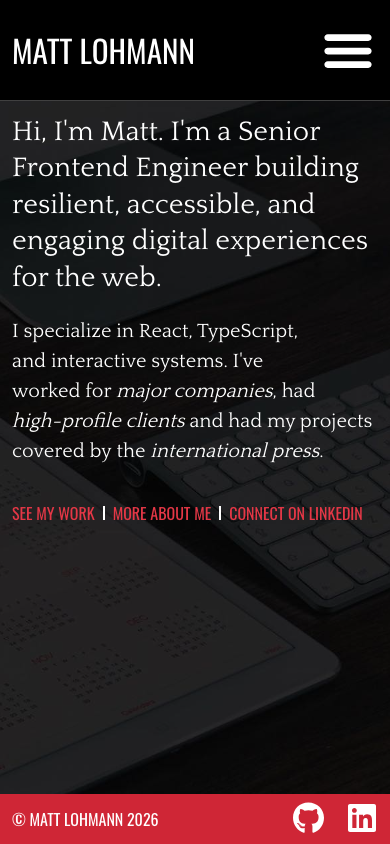 MATT LOHMANN
Hi, I'm Matt. I'm a Senior
Frontend Engineer building
resilient, accessible, and
engaging digital experiences
for the web.
I specialize in React, TypeScript,
and interactive systems. I've
worked for major companies, had
high-profile clients and had my projects
covered by the international press.
SEE MY WORK | MORE ABOUT ME | CONNECT ON LINKEDIN
© MATT LOHMANN 2026